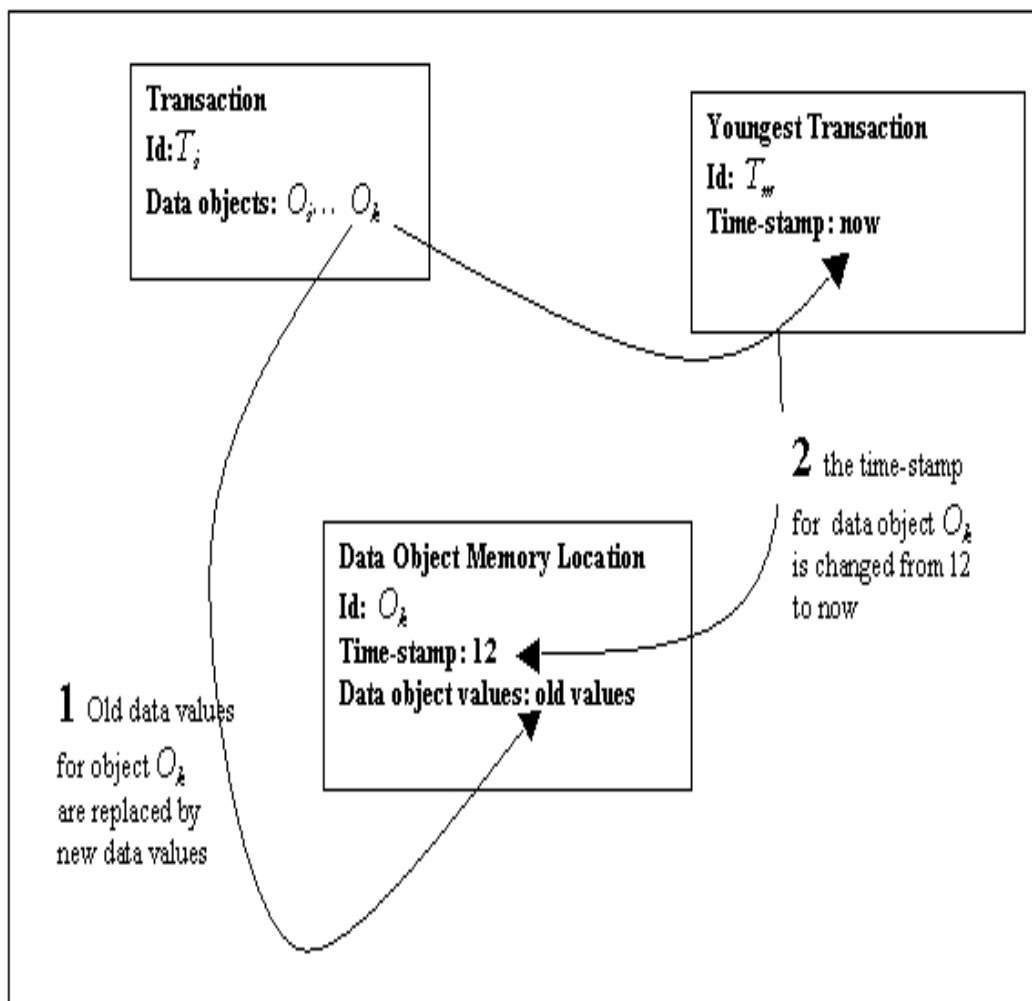 Transaction
Id: T_i
Data objects: O_i... O_k
Youngest Transaction
Id: T_m
Time-stamp: now
2 the time-stamp
for data object O_k
is changed from 12
to now
Data Object Memory Location
Id: O_k
Time-stamp: 12
Data object values: old values
1 Old data values
for object O_k
are replaced by
new data values